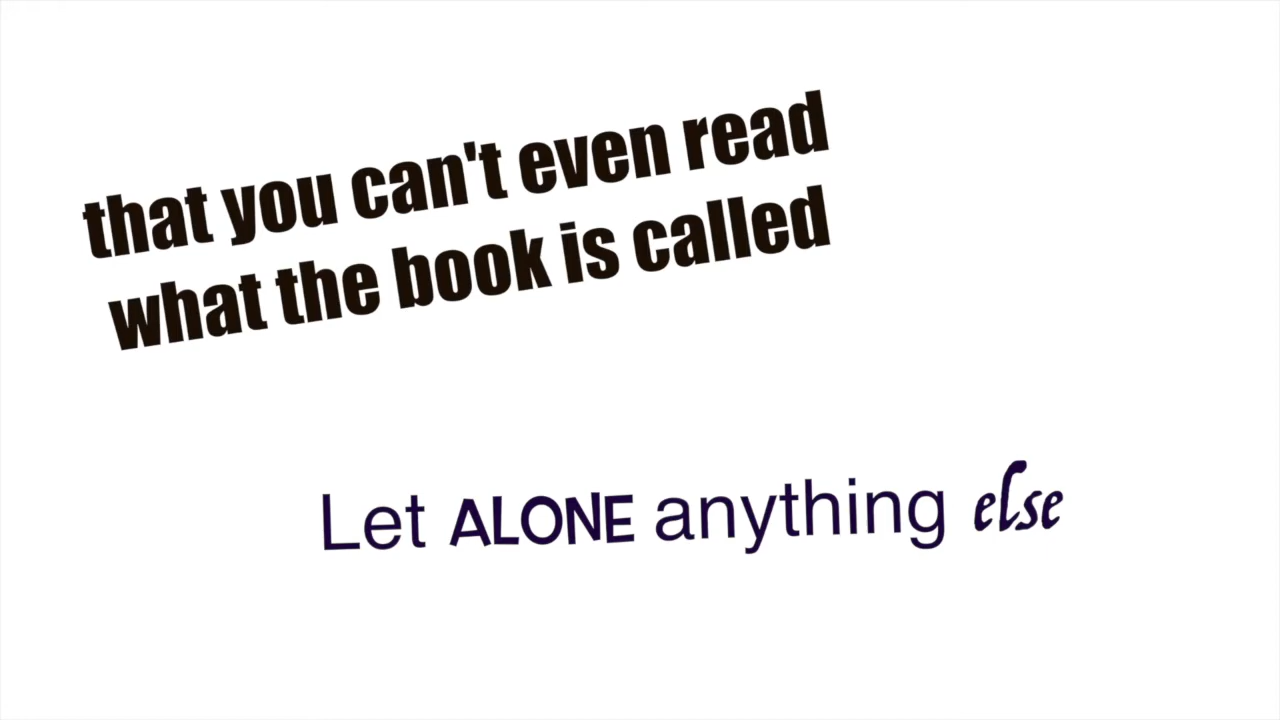 that you can't even read
what the book is called
Let ALONE anything else